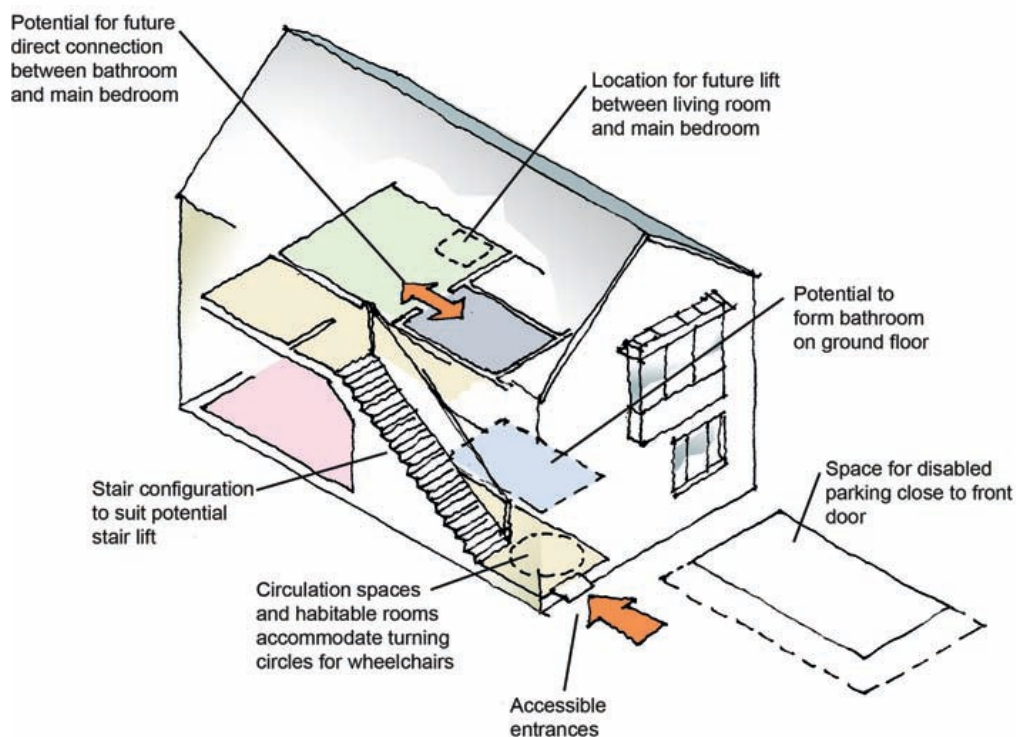 Potential for future
direct connection
between bathroom
and main bedroom
Location for future lift
between living room
and main bedroom
Potential to
form bathroom
on ground floor
Space for disabled
parking close to front
door
Stair configuration
to suit potential
stair lift
Circulation spaces
and habitable rooms
accommodate turning
circles for wheelchairs
Accessible
entrances